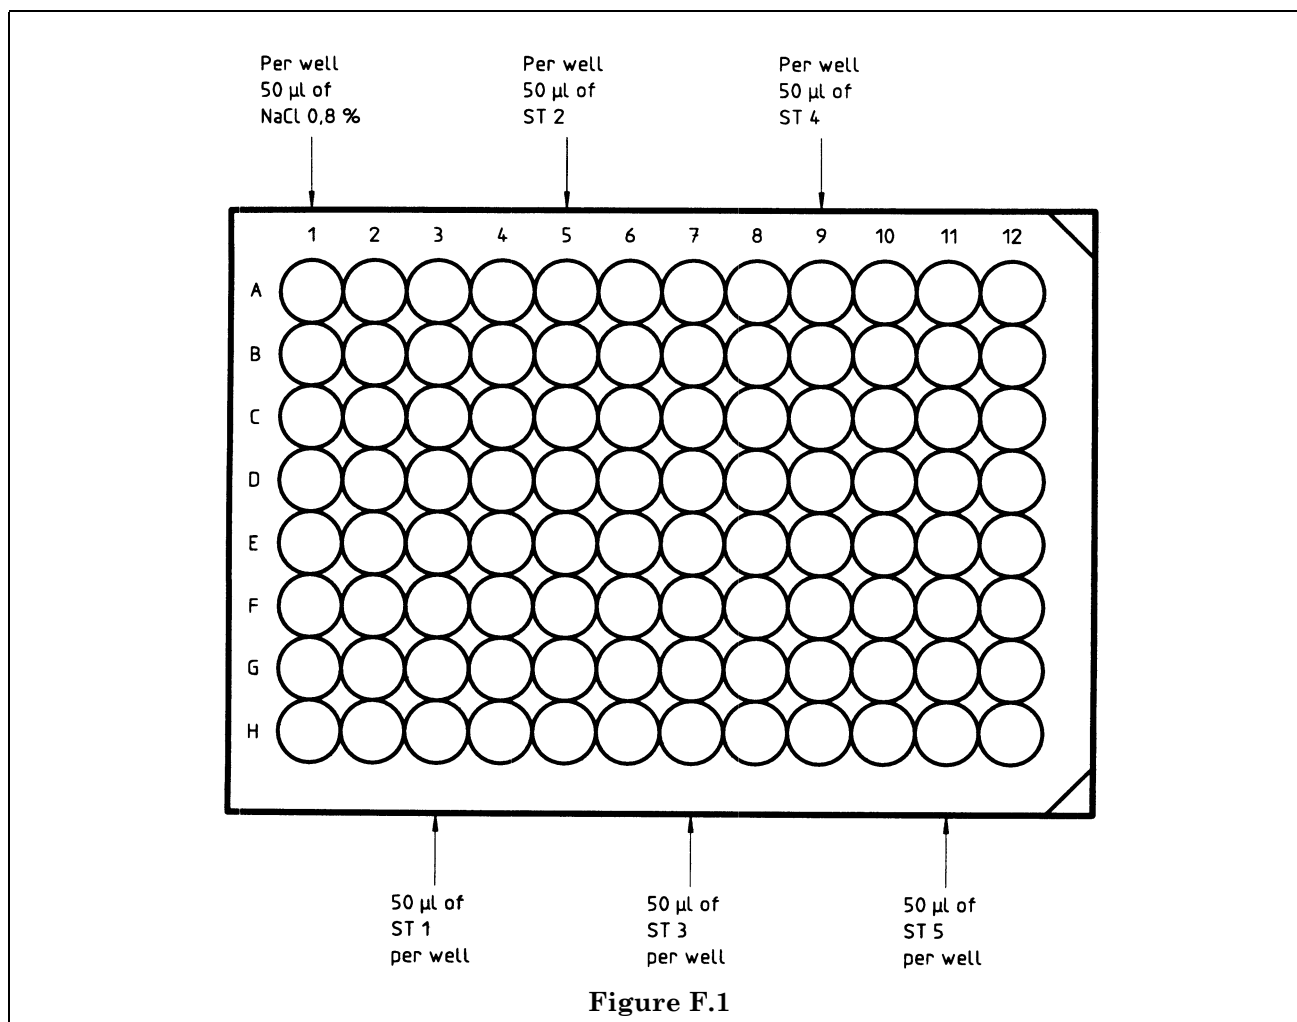 Per well
50 µl of
NaCl 0,8 %
Per well
50 µl of
ST 2
Per well
50 µl of
ST 4
1 2 3 4 5 6 7 8 9 10 11 12
A
B
C
D
E
F
G
H
50 µl of
ST 1
per well
50 µl of
ST 3
per well
50 µl of
ST 5
per well
Figure F.1